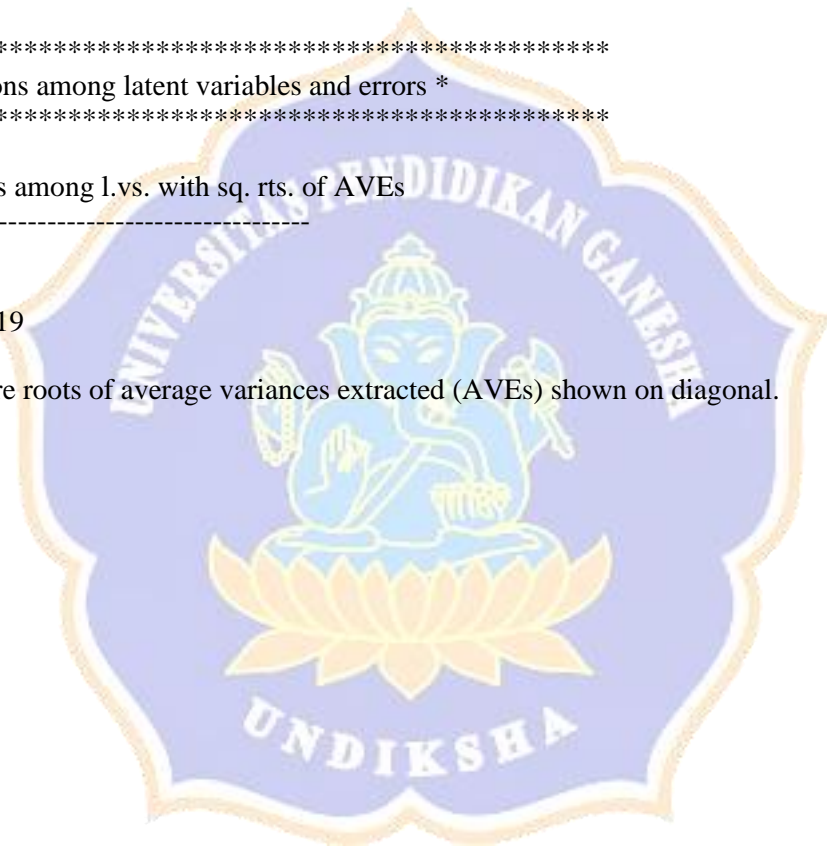 ********************************************
ons among latent variables and errors *
********************************************
s among l.vs. with sq. rts. of AVEs
---------------------------------
19
re roots of average variances extracted (AVEs) shown on diagonal.
UNIVERSITAS PENDIDIKAN GANESHA
UNDIKSHA